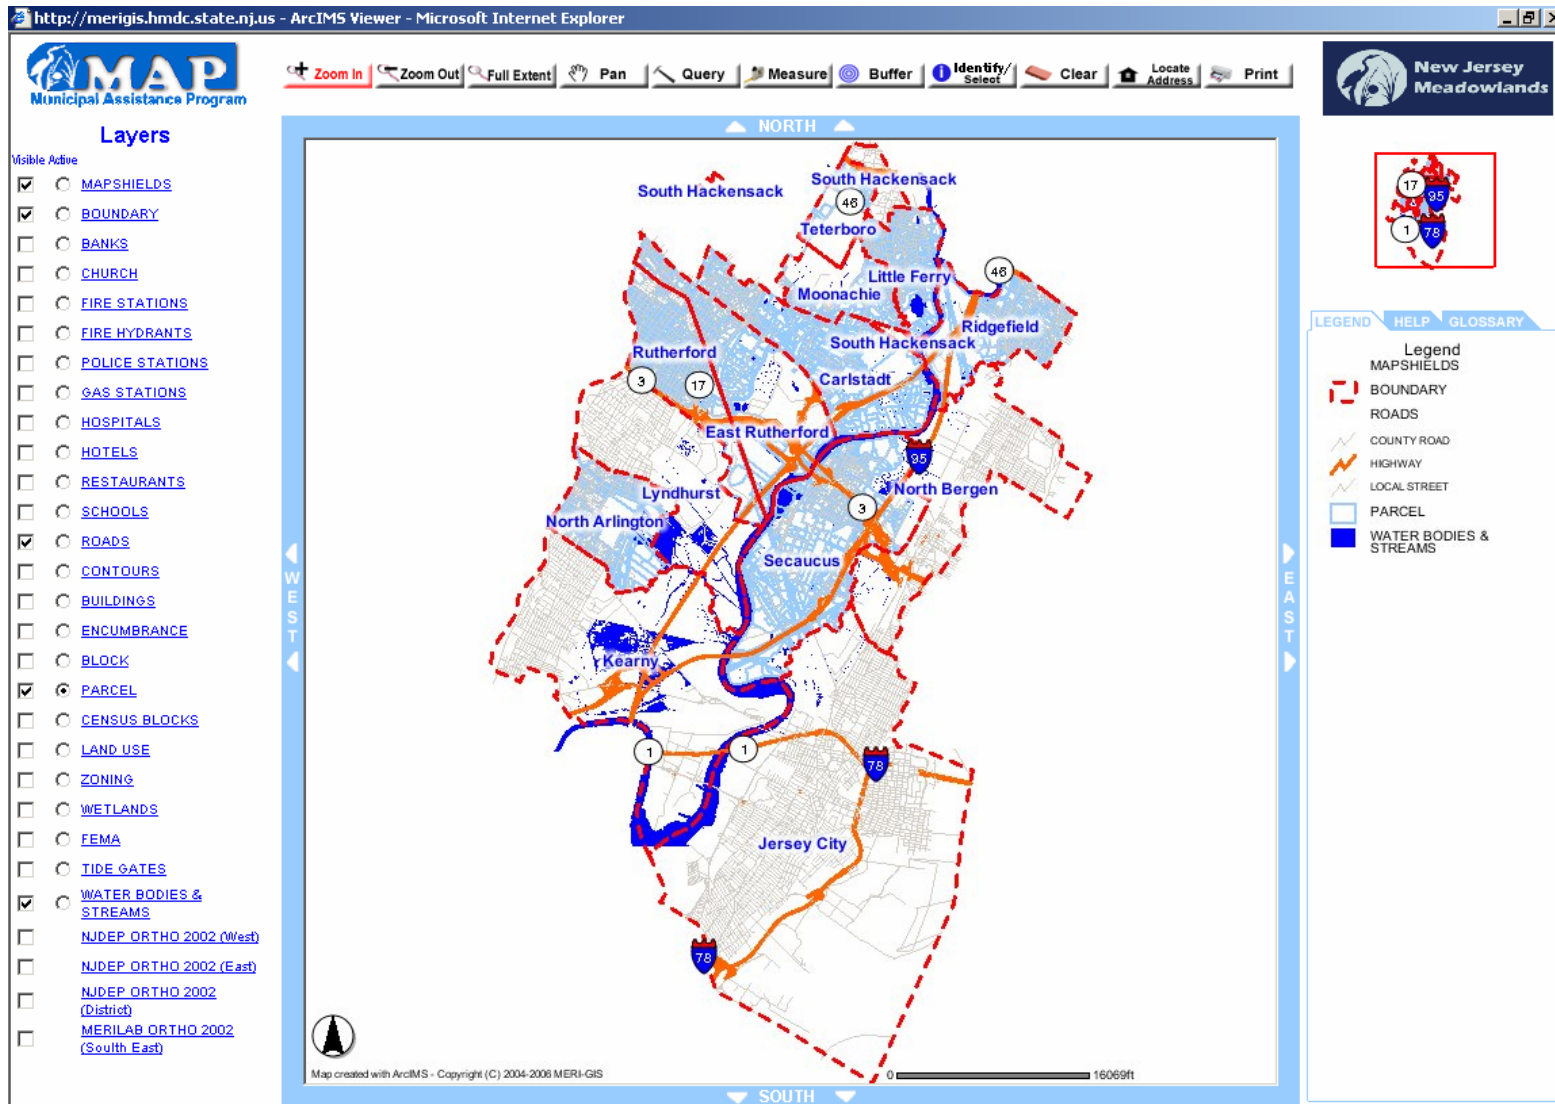 http://merigis.hmdc.state.nj.us - ArcIMS Viewer - Microsoft Internet Explorer
MAP
Municipal Assistance Program
Zoom In
Zoom Out
Full Extent
Pan
Query
Measure
Buffer
Identify/
Select
Clear
Locate
Address
Print
New Jersey
Meadowlands
Layers
Visible Active
MAPSHIELDS
BOUNDARY
BANKS
CHURCH
FIRE STATIONS
FIRE HYDRANTS
POLICE STATIONS
GAS STATIONS
HOSPITALS
HOTELS
RESTAURANTS
SCHOOLS
ROADS
CONTOURS
BUILDINGS
ENCUMBRANCE
BLOCK
PARCEL
CENSUS BLOCKS
LAND USE
ZONING
WETLANDS
FEMA
TIDE GATES
WATER BODIES &
STREAMS
NJDEP ORTHO 2002 (West)
NJDEP ORTHO 2002 (East)
NJDEP ORTHO 2002
(District)
MERILAB ORTHO 2002
(Soulth East)
NORTH
WEST
South Hackensack
South Hackensack
46
Teterboro
Little Ferry
46
Moonachie
Ridgefield
South Hackensack
Rutherford
3
17
Carlstadt
East Rutherford
95
North Bergen
Lyndhurst
3
North Arlington
Secaucus
Kearny
1
1
78
Jersey City
78
Map created with ArcIMS - Copyright (C) 2004-2006 MERI-GIS
0
16069ft
EAST
SOUTH
17
95
1
78
LEGEND
HELP
GLOSSARY
Legend
MAPSHIELDS
BOUNDARY
ROADS
COUNTY ROAD
HIGHWAY
LOCAL STREET
PARCEL
WATER BODIES &
STREAMS